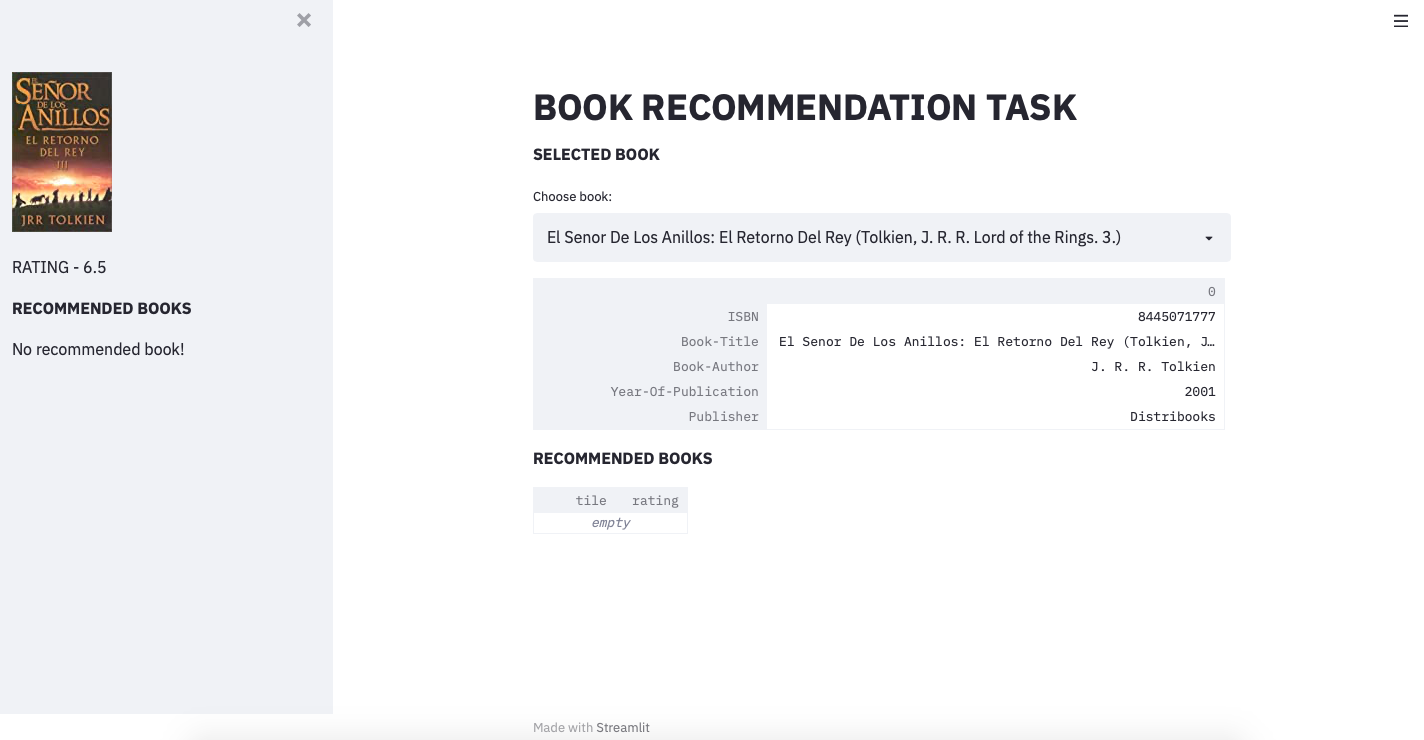 EL
SEÑOR
DE LOS
ANILLOS
EL RETORNO
DEL REY
III
JRR TOLKIEN
RATING - 6.5
RECOMMENDED BOOKS
No recommended book!
BOOK RECOMMENDATION TASK
SELECTED BOOK
Choose book:
El Senor De Los Anillos: El Retorno Del Rey (Tolkien, J. R. R. Lord of the Rings. 3.)
0
ISBN 8445071777
Book-Title El Senor De Los Anillos: El Retorno Del Rey (Tolkien, J…
Book-Author J. R. R. Tolkien
Year-Of-Publication 2001
Publisher Distribooks
RECOMMENDED BOOKS
tile rating
empty
Made with Streamlit